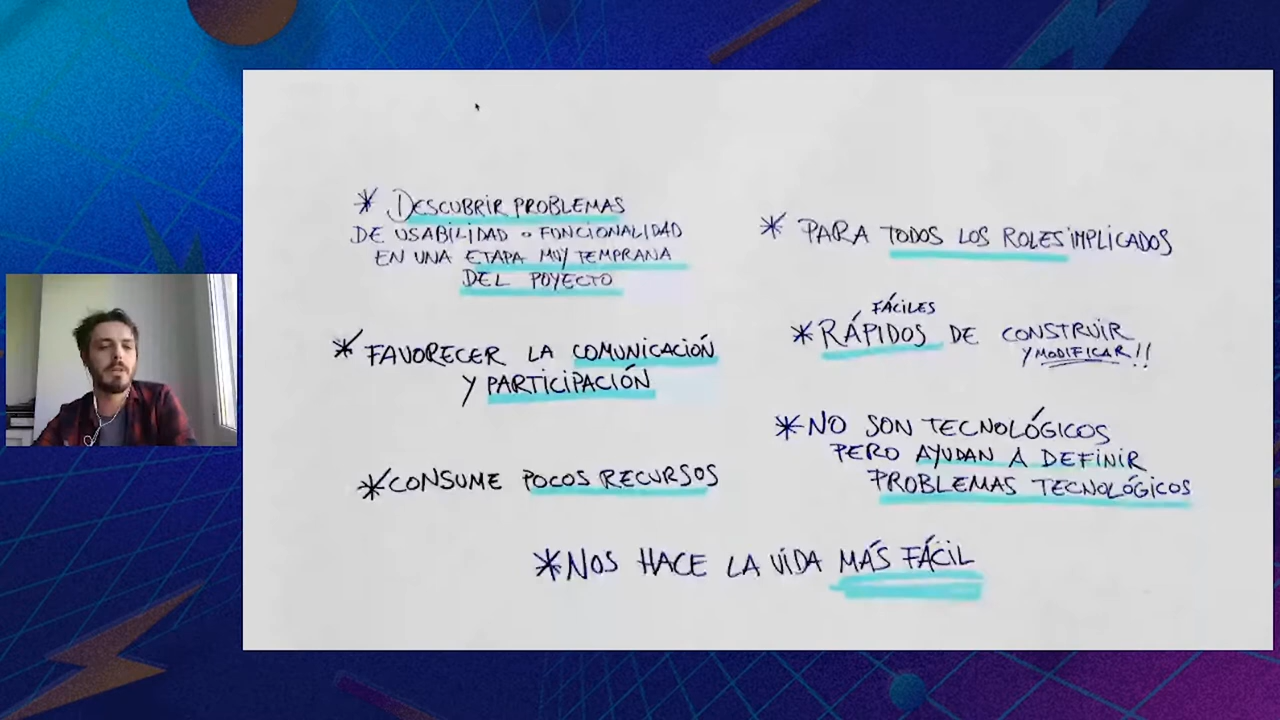 * DESCUBRIR PROBLEMAS
DE USABILIDAD O FUNCIONALIDAD
EN UNA ETAPA MUY TEMPRANA
DEL POYECTO
* FAVORECER LA COMUNICACIÓN
Y PARTICIPACIÓN
* CONSUME POCOS RECURSOS
* PARA TODOS LOS ROLES IMPLICADOS
FÁCILES
* RÁPIDOS DE CONSTRUIR
Y MODIFICAR!!
* NO SON TECNOLÓGICOS
PERO AYUDAN A DEFINIR
PROBLEMAS TECNOLÓGICOS
* NOS HACE LA VIDA MÁS FÁCIL